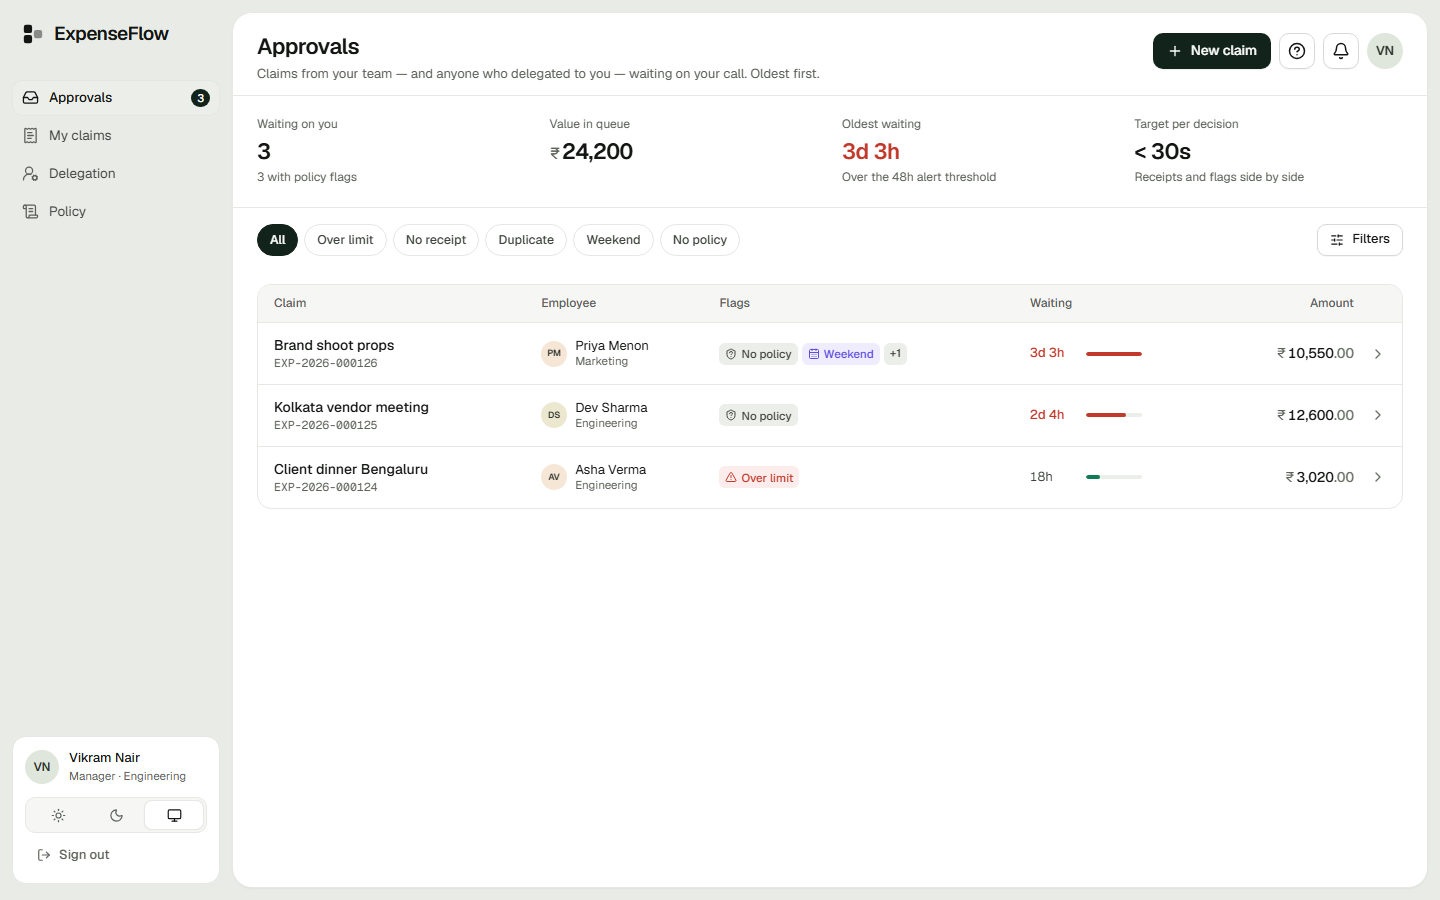 ExpenseFlow
Approvals
3
My claims
Delegation
Policy
VN
Vikram Nair
Manager · Engineering
Sign out
Approvals
Claims from your team — and anyone who delegated to you — waiting on your call. Oldest first.
New claim
VN
Waiting on you
3
3 with policy flags
Value in queue
₹24,200
Oldest waiting
3d 3h
Over the 48h alert threshold
Target per decision
< 30s
Receipts and flags side by side
All
Over limit
No receipt
Duplicate
Weekend
No policy
Filters
Claim Employee Flags Waiting Amount
Brand shoot props
EXP-2026-000126
PM
Priya Menon
Marketing
No policy
Weekend
+1
3d 3h
₹10,550.00
Kolkata vendor meeting
EXP-2026-000125
DS
Dev Sharma
Engineering
No policy
2d 4h
₹12,600.00
Client dinner Bengaluru
EXP-2026-000124
AV
Asha Verma
Engineering
Over limit
18h
₹3,020.00